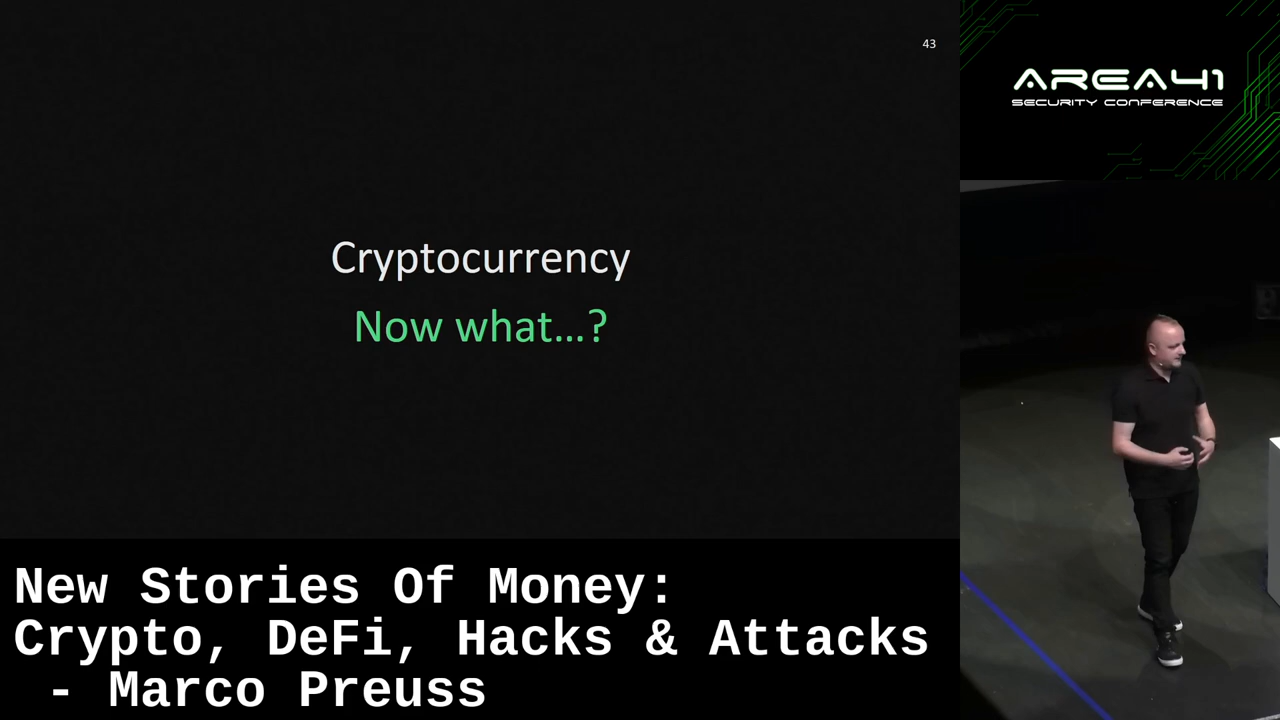 43
Cryptocurrency
Now what...?
AREA41
SECURITY CONFERENCE
New Stories Of Money:
Crypto, DeFi, Hacks & Attacks
- Marco Preuss